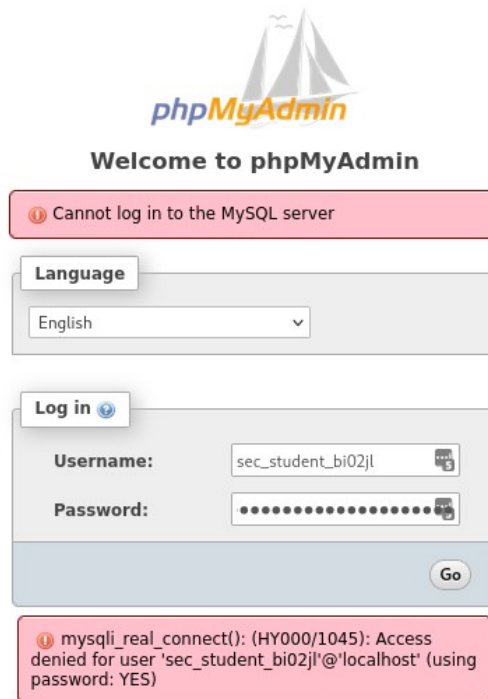 phpMyAdmin
Welcome to phpMyAdmin
Cannot log in to the MySQL server
Language
English
Log in
Username:
sec_student_bi02jl
Password:
Go
mysqli_real_connect(): (HY000/1045): Access
denied for user 'sec_student_bi02jl'@'localhost' (using
password: YES)